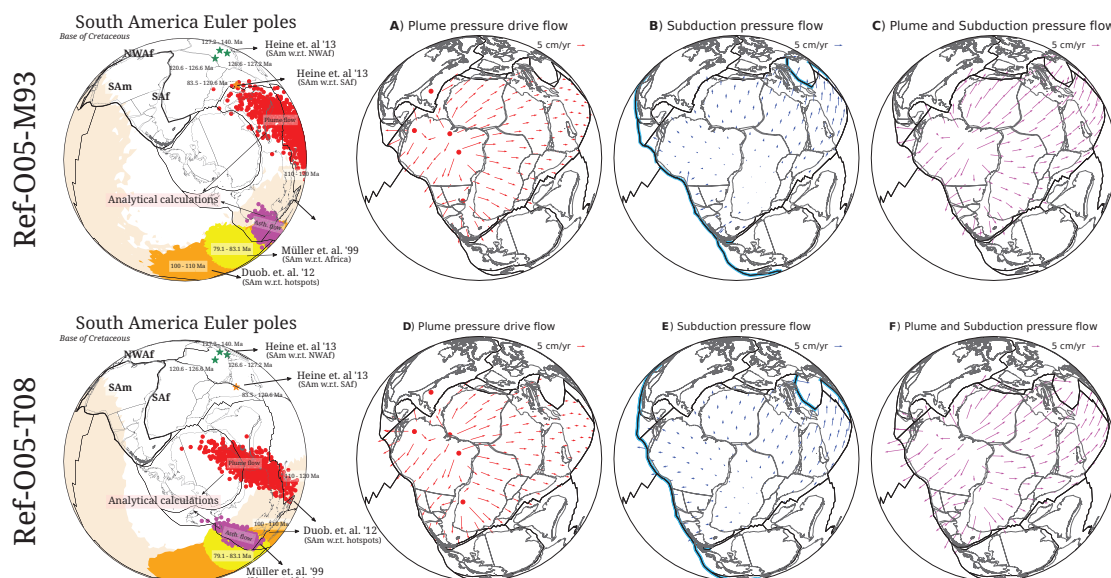 South America Euler poles
Base of Cretaceous
127.2 - 140. Ma
NWAf
Heine et. al '13
(SAm w.r.t. NWAf)
120.6 - 126.6 Ma
126.6 - 127.2 Ma
Heine et. al '13
(SAm w.r.t. SAf)
83.5 - 120.6 Ma
SAm
SAf
Plume flow
110 - 120 Ma
Analytical calculations
Asth. flow
79.1 - 83.1 Ma
Müller et. al. '99
(SAm w.r.t Africa)
100 - 110 Ma
Duob. et. al. '12
(SAm w.r.t. hotspots)
Ref-O05-M93
A) Plume pressure drive flow
5 cm/yr
B) Subduction pressure flow
5 cm/yr
C) Plume and Subduction pressure flow
5 cm/yr
South America Euler poles
Base of Cretaceous
127.2 - 140. Ma
NWAf
Heine et. al '13
(SAm w.r.t. NWAf)
120.6 - 126.6 Ma
126.6 - 127.2 Ma
Heine et. al '13
(SAm w.r.t. SAf)
83.5 - 120.6 Ma
SAm
SAf
Plume flow
110 - 120 Ma
Analytical calculations
100 - 110 Ma
Asth. flow
Duob. et. al. '12
(SAm w.r.t. hotspots)
79.1 - 83.1 Ma
Müller et. al. '99
Ref-O05-T08
D) Plume pressure drive flow
5 cm/yr
E) Subduction pressure flow
5 cm/yr
F) Plume and Subduction pressure flow
5 cm/yr